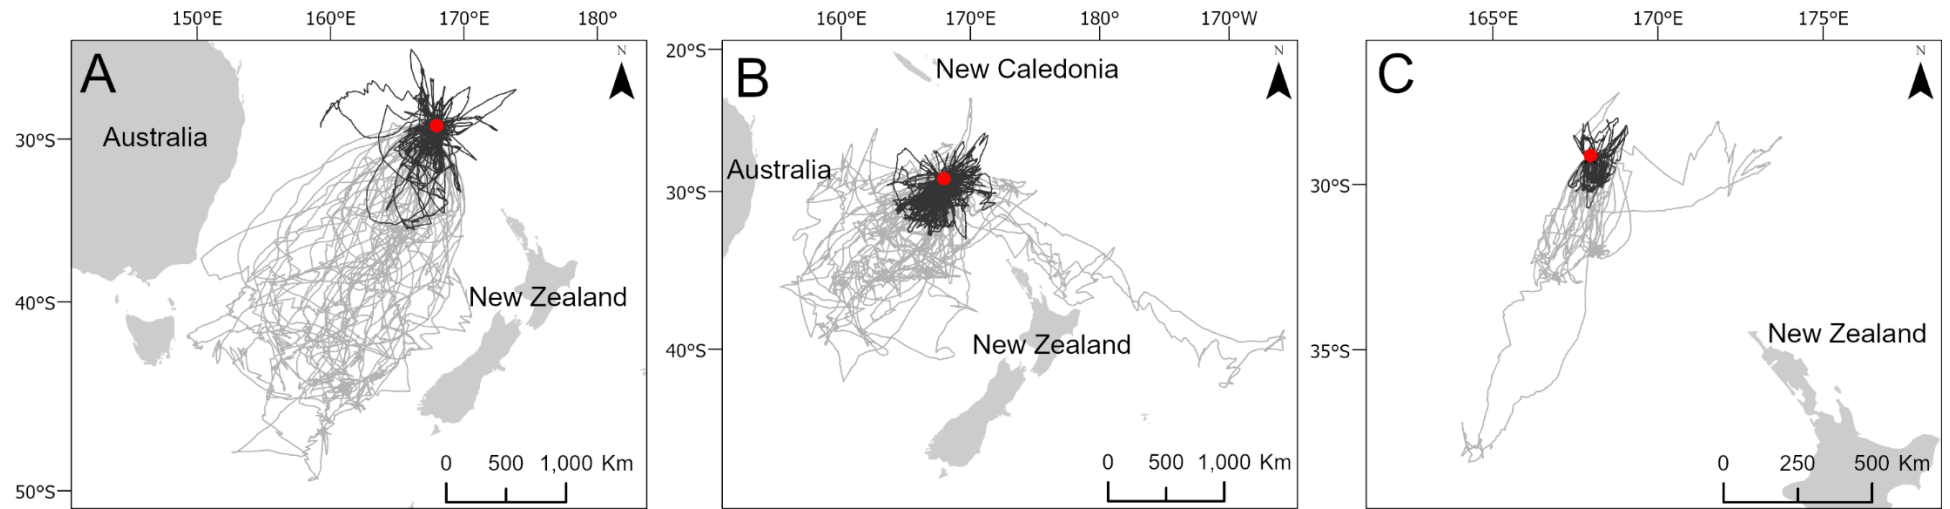 150°E 160°E 170°E 180°
A
N
Australia
30°S
New Zealand
40°S
0 500 1,000 Km
50°S
160°E 170°E 180° 170°W
20°S
B
N
New Caledonia
Australia
30°S
New Zealand
40°S
0 500 1,000 Km
165°E 170°E 175°E
C
N
30°S
New Zealand
35°S
0 250 500 Km